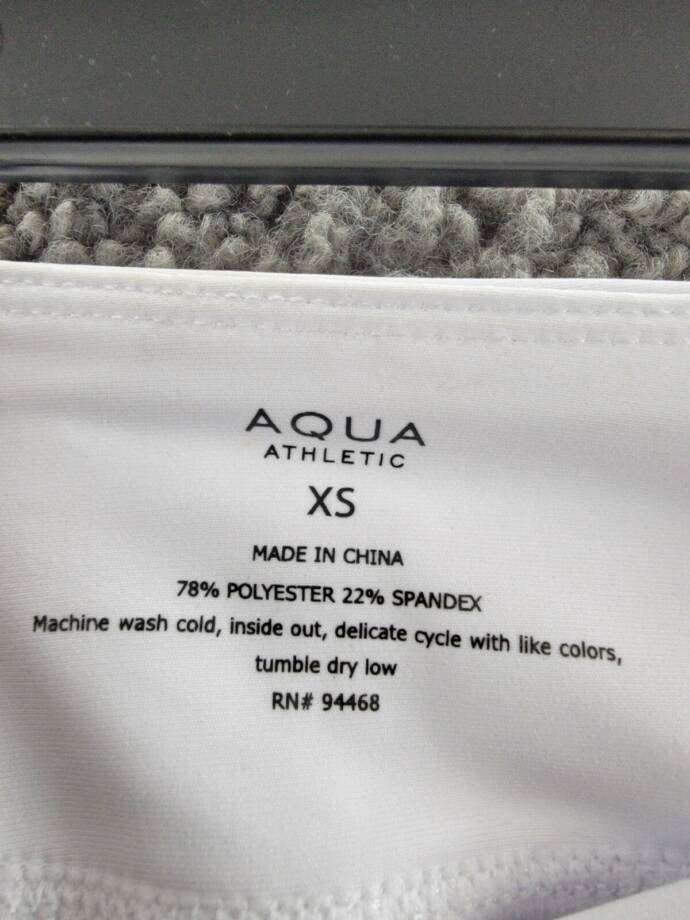 AQUA
ATHLETIC
XS
MADE IN CHINA
78% POLYESTER 22% SPANDEX
Machine wash cold, inside out, delicate cycle with like colors,
tumble dry low
RN# 94468